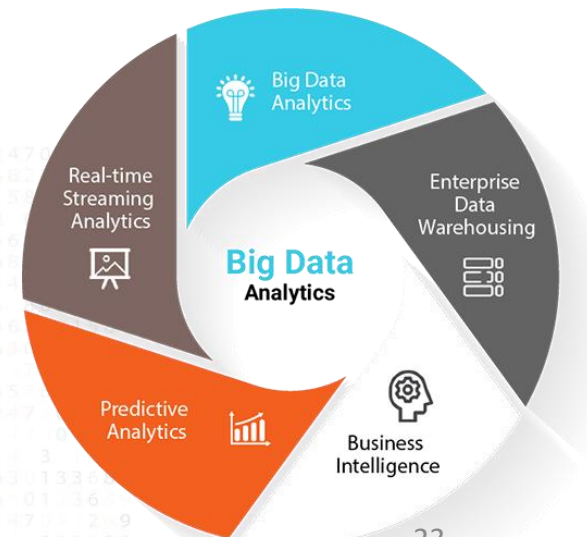 Big Data
Analytics
Real-time
Streaming
Analytics
Enterprise
Data
Warehousing
Big Data
Analytics
Predictive
Analytics
Business
Intelligence